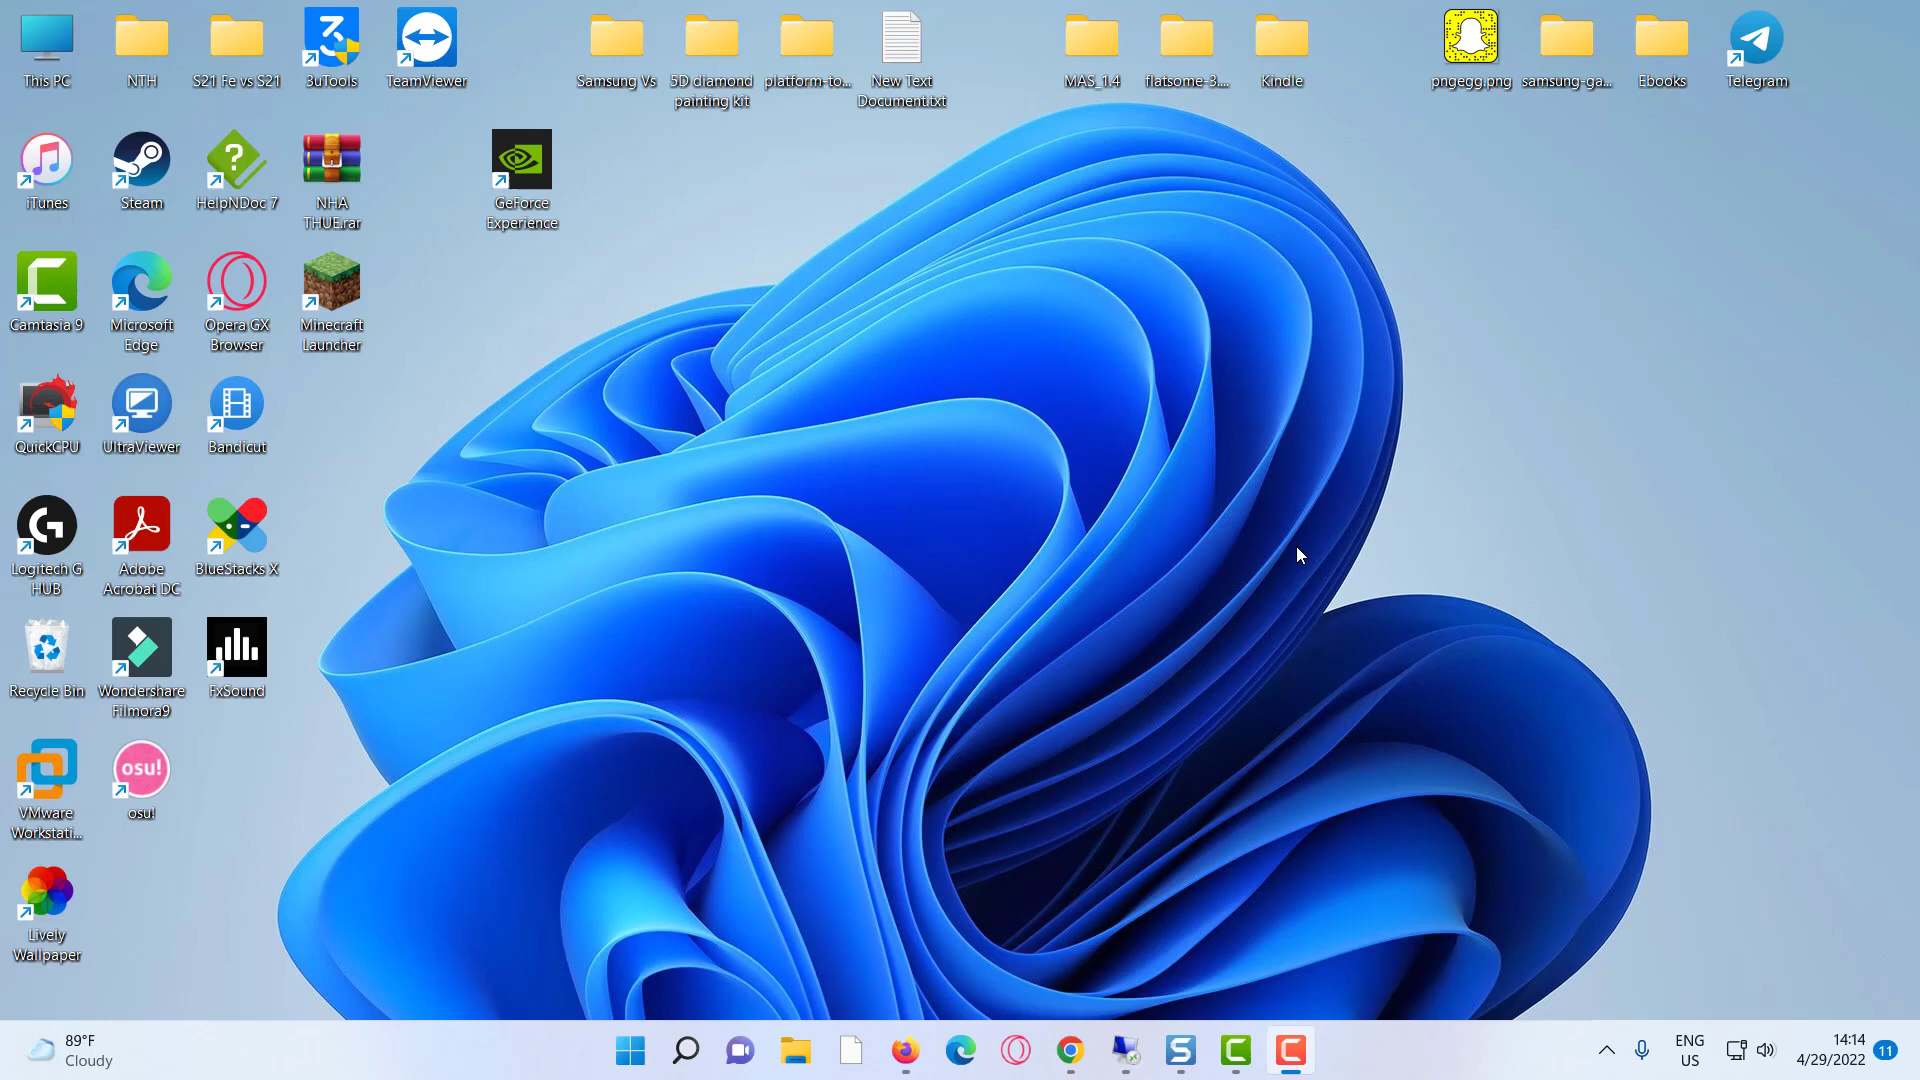 This PC
NTH
S21 Fe vs S21
3uTools
TeamViewer
Samsung Vs
5D diamond
painting kit
platform-to...
New Text
Document.txt
MAS_1.4
flatsome-3....
Kindle
pngegg.png
samsung-ga...
Ebooks
Telegram
iTunes
Steam
HelpNDoc 7
NHA
THUE.rar
GeForce
Experience
Camtasia 9
Microsoft
Edge
Opera GX
Browser
Minecraft
Launcher
QuickCPU
UltraViewer
Bandicut
Logitech G
HUB
Adobe
Acrobat DC
BlueStacks X
Recycle Bin
Wondershare
Filmora9
FxSound
VMware
Workstati...
osu!
osu!
Lively
Wallpaper
89°F
Cloudy
ENG
US
14:14
4/29/2022
11